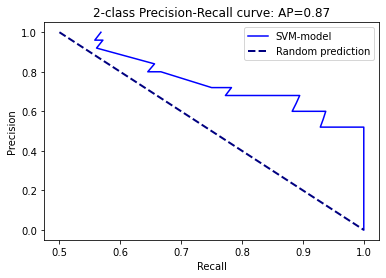 2-class Precision-Recall curve: AP=0.87
SVM-model
Random prediction
Precision
1.0
0.8
0.6
0.4
0.2
0.0
0.5
0.6
0.7
0.8
0.9
1.0
Recall